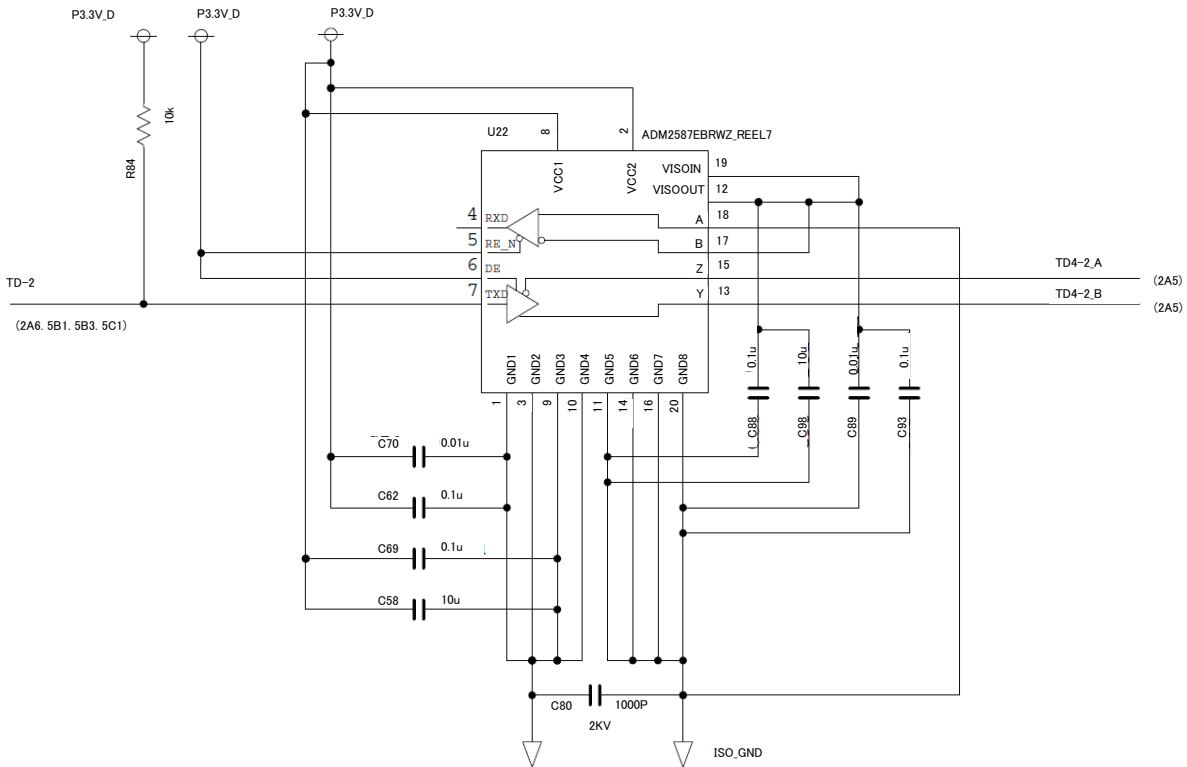 P3.3V_D
P3.3V_D
P3.3V_D
10k
R84
U22
8
2
ADM2587EBRWZ_REEL7
VCC1
VCC2
VISOIN
19
VISOOUT
12
4
RXD
A
18
5
RE_N
B
17
6
DE
Z
15
TD4-2_A
(2A5)
TD-2
7
TXD
Y
13
TD4-2_B
(2A5)
(2A6. 5B1. 5B3. 5C1)
GND1
GND2
GND3
GND4
GND5
GND6
GND7
GND8
1
3
9
10
11
14
16
20
0.1u
10u
0.01u
0.1u
C88
C98
C89
C93
C70
0.01u
C62
0.1u
C69
0.1u
C58
10u
C80
1000P
2KV
ISO_GND